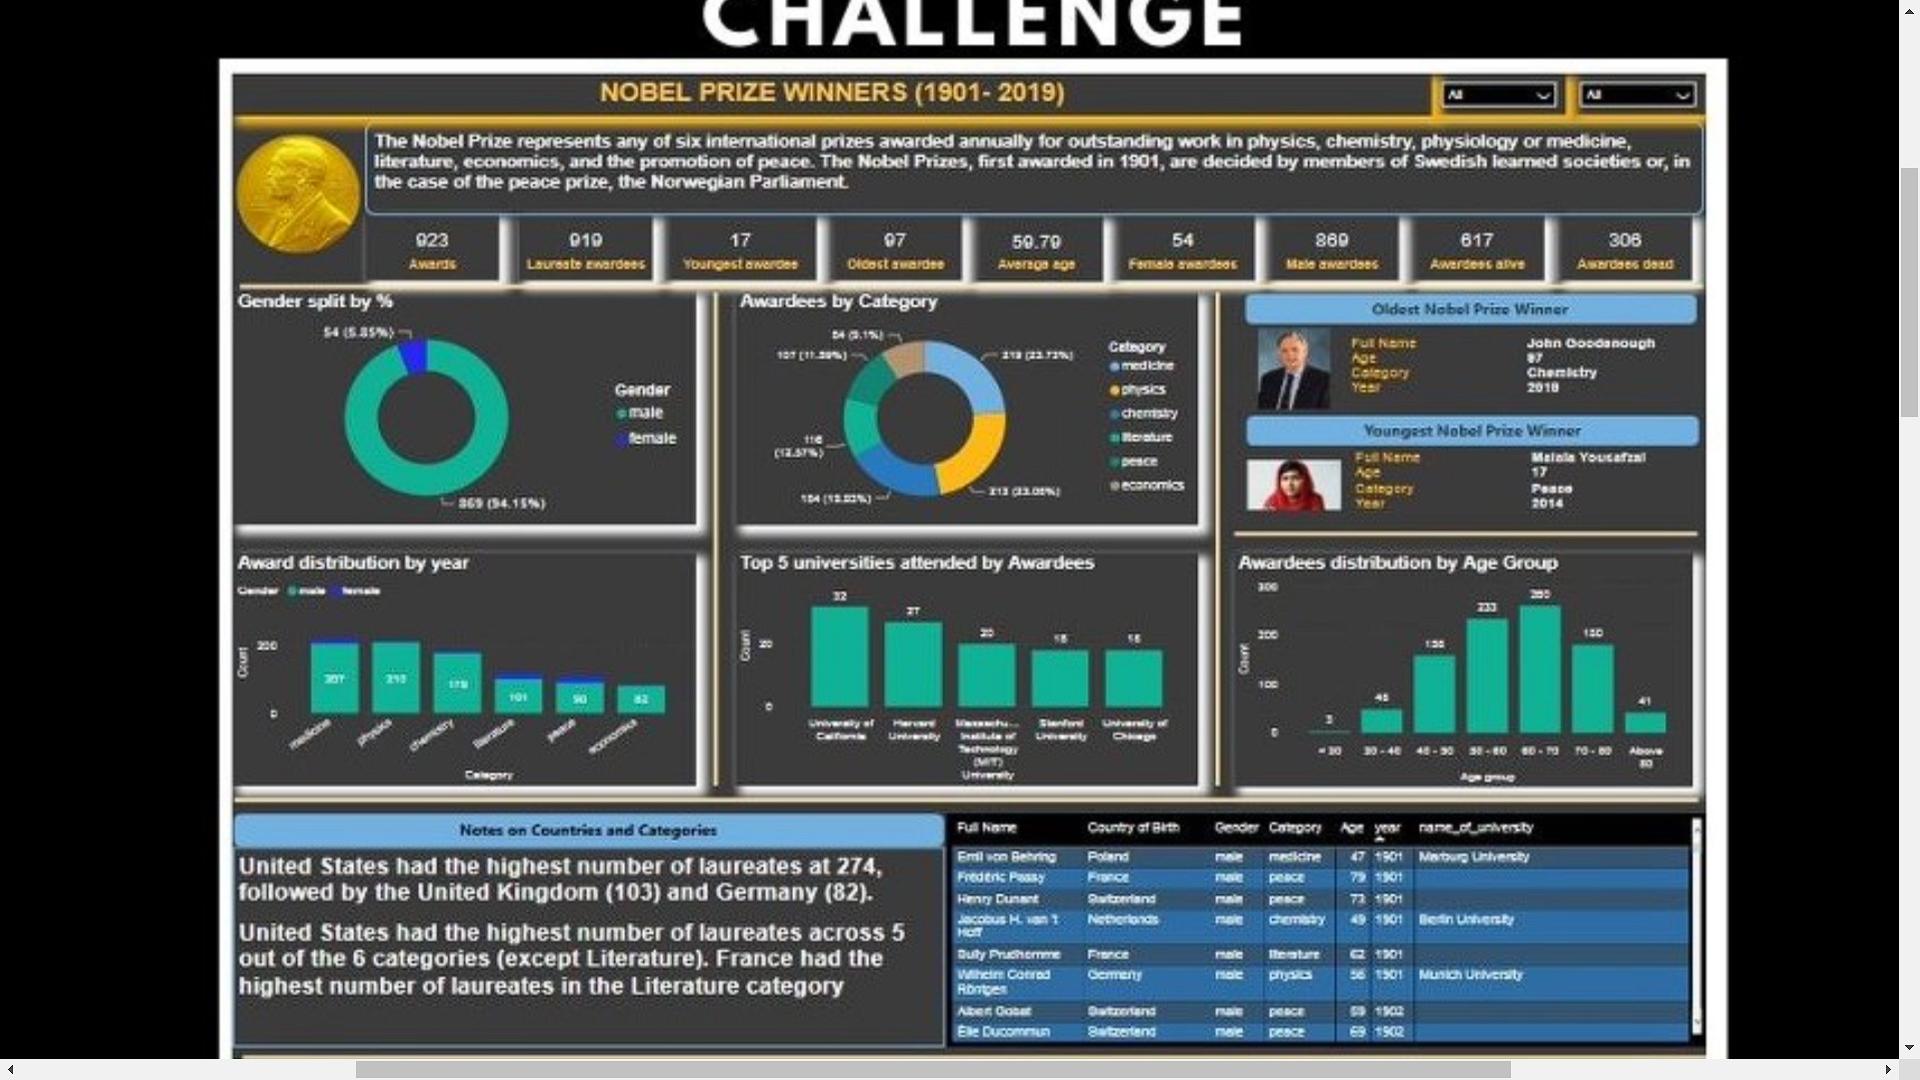 CHALLENGE
NOBEL PRIZE WINNERS (1901- 2019)
All
All
The Nobel Prize represents any of six international prizes awarded annually for outstanding work in physics, chemistry, physiology or medicine,
literature, economics, and the promotion of peace. The Nobel Prizes, first awarded in 1901, are decided by members of Swedish learned societies or, in
the case of the peace prize, the Norwegian Parliament.
923
Awards
919
Laureate awardees
17
Youngest awardee
97
Oldest awardee
59.79
Average age
54
Female awardees
869
Male awardees
617
Awardees alive
306
Awardees dead
Gender split by %
54 (5.85%)
869 (94.15%)
Gender
male
female
Awardees by Category
84 (9.1%)
107 (11.59%)
219 (23.73%)
116
(12.57%)
213 (23.08%)
Category
medicine
physics
chemistry
literature
peace
economics
Oldest Nobel Prize Winner
Full Name John Goodenough
Age 97
Category Chemistry
Year 2019
Youngest Nobel Prize Winner
Full Name Malala Yousafzai
Age 17
Category Peace
Year 2014
Award distribution by year
Gender male female
Count
200
0
207
210
179
101
90
82
medicine
physics
chemistry
literature
peace
economics
Category
Top 5 universities attended by Awardees
Count
20
0
32
27
20
18
18
University of
California
Harvard
University
Massachu...
Institute of
Technology
(MIT)
Stanford
University
University of
Chicago
University
Awardees distribution by Age Group
Count
300
200
100
0
3
233
260
180
41
40 - 50
50 - 60
60 - 70
70 - 80
Above
80
Age group
Notes on Countries and Categories
United States had the highest number of laureates at 274,
followed by the United Kingdom (103) and Germany (82).
United States had the highest number of laureates across 5
out of the 6 categories (except Literature). France had the
highest number of laureates in the Literature category
Full Name Country of Birth Gender Category Age year name_of_university
Emil von Behring Poland male medicine 47 1901 Marburg University
Frédéric Passy France male peace 79 1901
Henry Dunant Switzerland male peace 73 1901
Jacobus H. van 't Netherlands male chemistry 49 1901 Berlin University
Hoff
Sully Prudhomme France male literature 62 1901
Wilhelm Conrad Germany male physics 56 1901 Munich University
Röntgen
Albert Gobat Switzerland male peace 59 1902
Élie Ducommun Switzerland male peace 69 1902